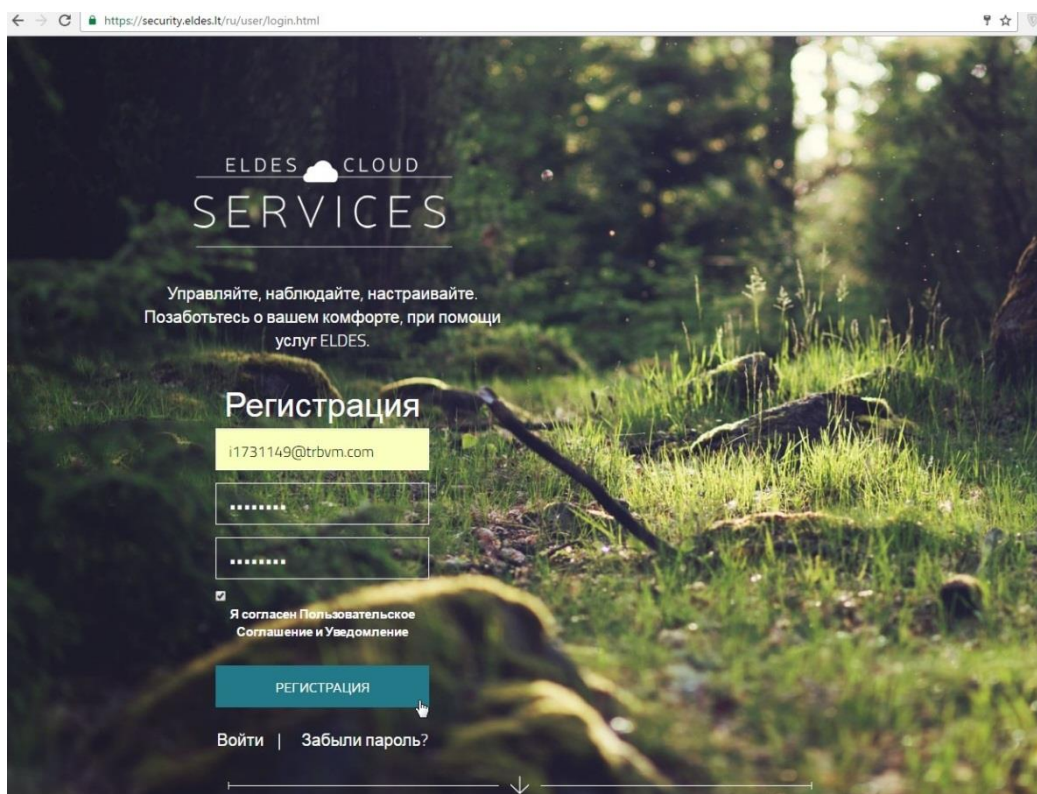 https://security.eldes.lt/ru/user/login.html
ELDES CLOUD
SERVICES
Управляйте, наблюдайте, настраивайте.
Позаботьтесь о вашем комфорте, при помощи
услуг ELDES.
Регистрация
i1731149@trbvm.com
Я согласен Пользовательское
Соглашение и Уведомление
РЕГИСТРАЦИЯ
Войти | Забыли пароль?